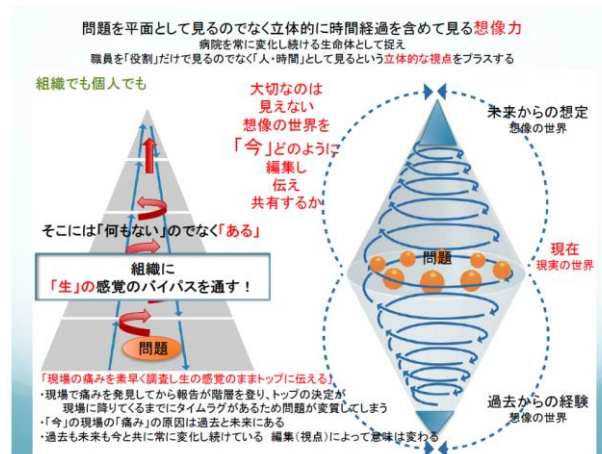 問題を平面として見るのでなく立体的に時間経過を含めて見る想像力
病院を常に変化し続ける生命体として捉え
職員を「役割」だけで見るのでなく「人・時間」として見るという立体的な視点をプラスする
組織でも個人でも
大切なのは
見えない
想像の世界を
「今」どのように
編集し
伝え
共有するか
未来からの想定
想像の世界
そこには「何もない」のでなく「ある」
組織に
「生」の感覚のバイパスを通す！
問題
問題
現在
現実の世界
「現場の痛みを素早く調査し生の感覚のままトップに伝える」
・現場で痛みを発見してから報告が階層を登り、トップの決定が
現場に降りてくるまでにタイムラグがあるため問題が変質してしまう
・「今」の現場の「痛み」の原因は過去と未来にある
・過去も未来も今と共に常に変化し続けている　編集（視点）によって意味は変わる
過去からの経験
想像の世界